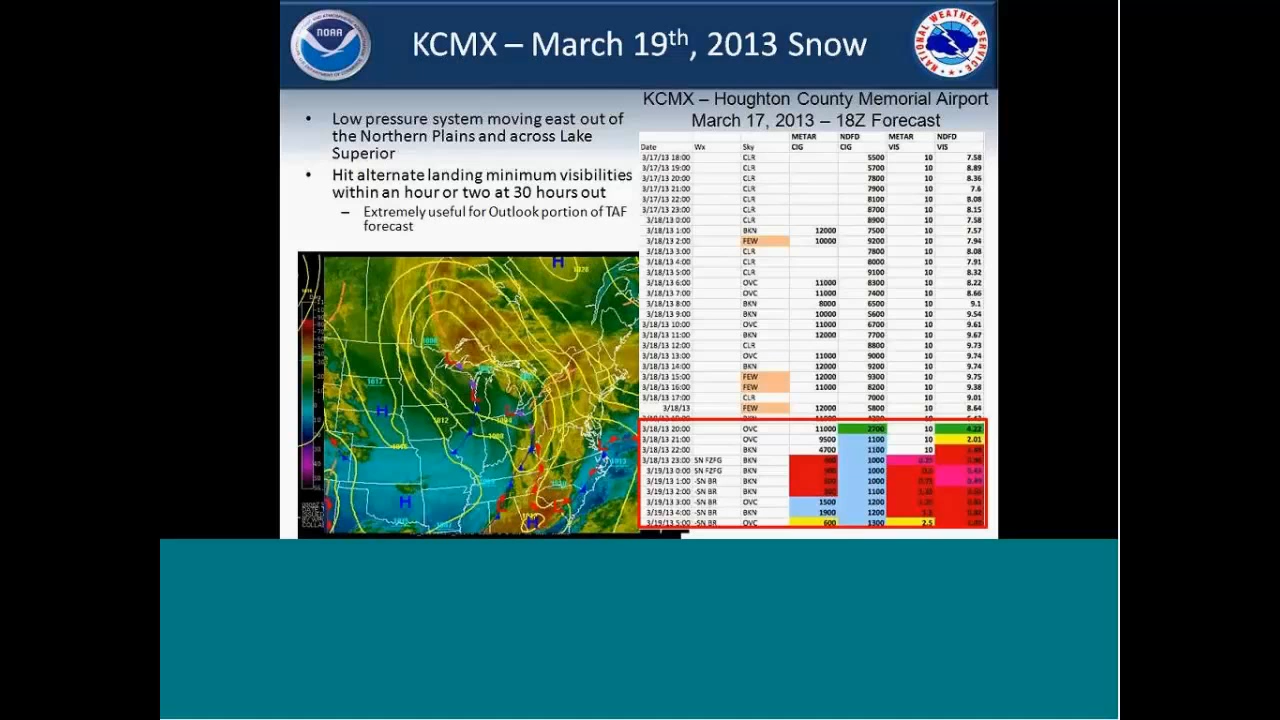 NOAA
KCMX – March 19th, 2013 Snow
NATIONAL WEATHER SERVICE
• Low pressure system moving east out of
the Northern Plains and across Lake
Superior
• Hit alternate landing minimum visibilities
within an hour or two at 30 hours out
– Extremely useful for Outlook portion of TAF
forecast
KCMX – Houghton County Memorial Airport
March 17, 2013 – 18Z Forecast
METAR NDFD METAR NDFD
Date Wx Sky CIG CIG VIS VIS
3/17/13 18:00 CLR 5500 10 7.58
3/17/13 19:00 CLR 5700 10 8.89
3/17/13 20:00 CLR 7800 10 8.36
3/17/13 21:00 CLR 7900 10 7.6
3/17/13 22:00 CLR 8100 10 8.08
3/17/13 23:00 CLR 8700 10 8.15
3/18/13 0:00 CLR 8900 10 7.58
3/18/13 1:00 BKN 12000 7500 10 7.57
3/18/13 2:00 FEW 10000 9200 10 7.94
3/18/13 3:00 CLR 7800 10 8.08
3/18/13 4:00 CLR 8000 10 7.91
3/18/13 5:00 CLR 9100 10 8.32
3/18/13 6:00 OVC 11000 8300 10 8.22
3/18/13 7:00 OVC 11000 7400 10 8.66
3/18/13 8:00 BKN 8000 6500 10 9.1
3/18/13 9:00 BKN 10000 5600 10 9.54
3/18/13 10:00 OVC 11000 6700 10 9.61
3/18/13 11:00 BKN 12000 7700 10 9.67
3/18/13 12:00 CLR 8800 10 9.73
3/18/13 13:00 OVC 11000 9000 10 9.74
3/18/13 14:00 BKN 12000 9200 10 9.74
3/18/13 15:00 FEW 12000 9300 10 9.75
3/18/13 16:00 FEW 11000 8200 10 9.38
3/18/13 17:00 CLR 7000 10 9.01
3/18/13 FEW 12000 5800 10 8.64
3/18/13 20:00 OVC 11000 2700 10 4.22
3/18/13 21:00 OVC 9500 1100 10 2.01
3/18/13 22:00 BKN 4700 1100 10
3/18/13 23:00 SN FZFG BKN 1000
3/19/13 0:00 SN FZFG BKN 1000
3/19/13 1:00 -SN BR BKN 1000
3/19/13 2:00 -SN BR BKN 1100
3/19/13 3:00 -SN BR OVC 1500 1200
3/19/13 4:00 -SN BR BKN 1900 1200
3/19/13 5:00 -SN BR OVC 600 1300 2.5
H
H
H
H
1017
1012